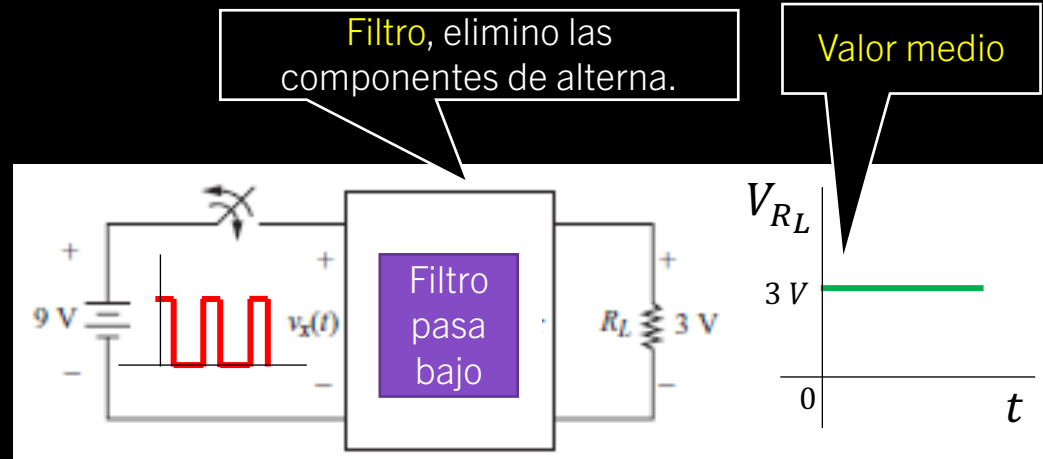 Filtro, elimino las
componentes de alterna.
Valor medio
+
9 V
−
+
v_x(t)
−
Filtro
pasa
bajo
+
R_L
3 V
−
V_{R_L}
3 V
0
t